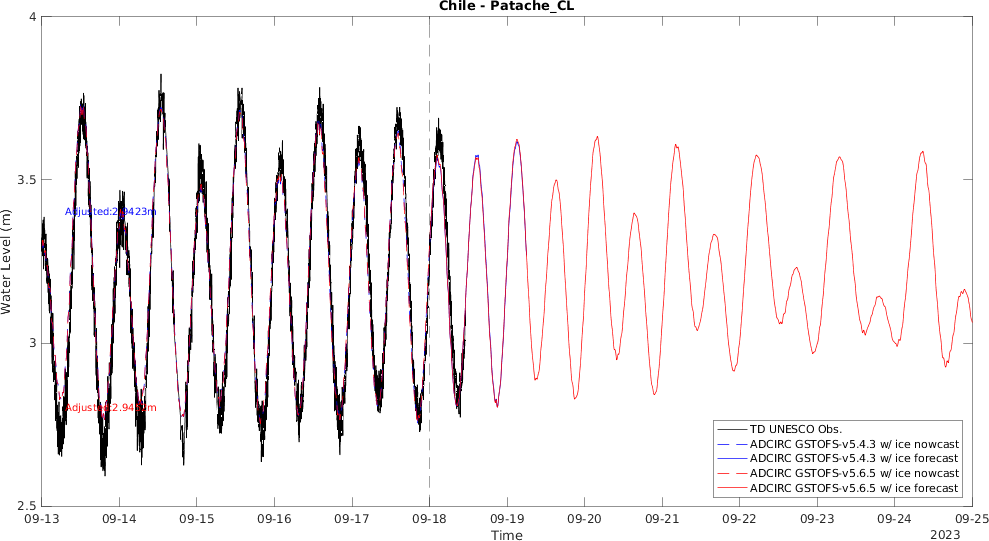 Chile - Patache_CL
4
3.5
3
2.5
Water Level (m)
Adjusted:2.9423m
TD UNESCO Obs.
ADCIRC GSTOFS-v5.4.3 w/ ice nowcast
ADCIRC GSTOFS-v5.4.3 w/ ice forecast
ADCIRC GSTOFS-v5.6.5 w/ ice nowcast
ADCIRC GSTOFS-v5.6.5 w/ ice forecast
09-13 09-14 09-15 09-16 09-17 09-18 09-19 09-20 09-21 09-22 09-23 09-24 09-25
Time
2023